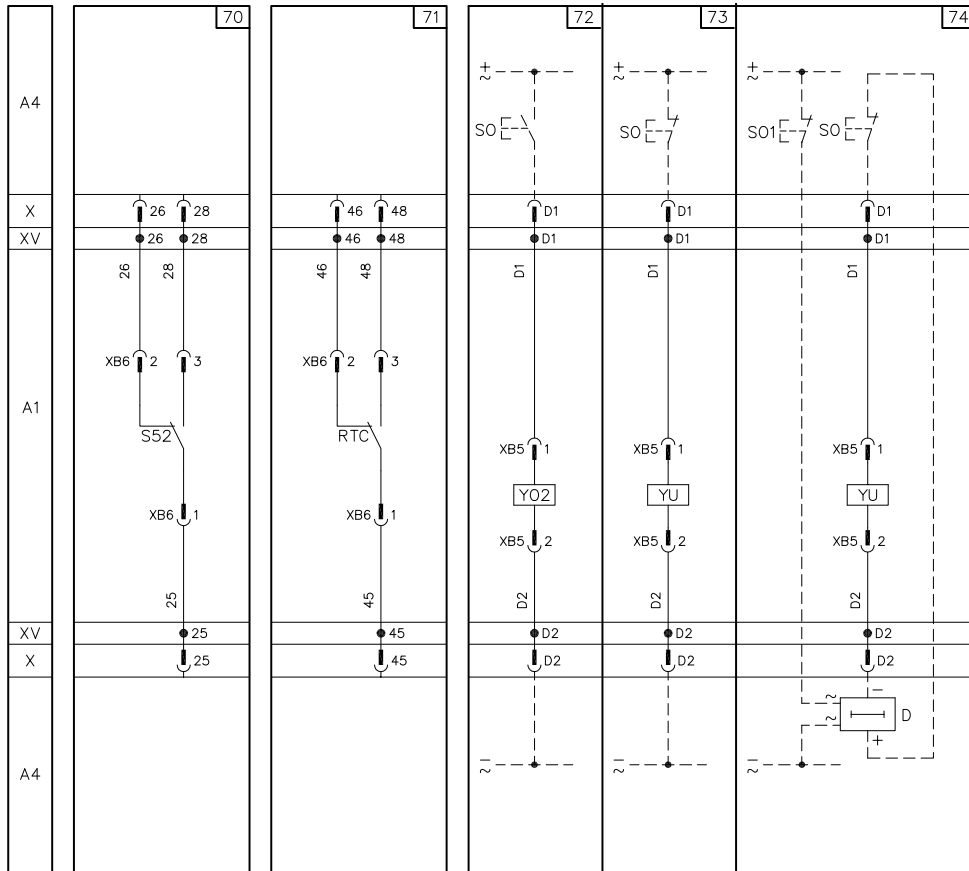 70 71 72 73 74
A4
+ + +
~ ~ ~
SO SO SO1 SO
X 26 28 46 48 D1 D1 D1
XV 26 28 46 48 D1 D1 D1
26 28 46 48 D1 D1 D1
XB6 2 3 XB6 2 3
A1
S52 RTC
XB5 1 XB5 1 XB5 1
YO2 YU YU
XB6 1 XB6 1
XB5 2 XB5 2 XB5 2
25 45 D2 D2 D2
XV 25 45 D2 D2 D2
X 25 45 D2 D2 D2
~ −
~ D
+
A4
− − −
~ ~ ~